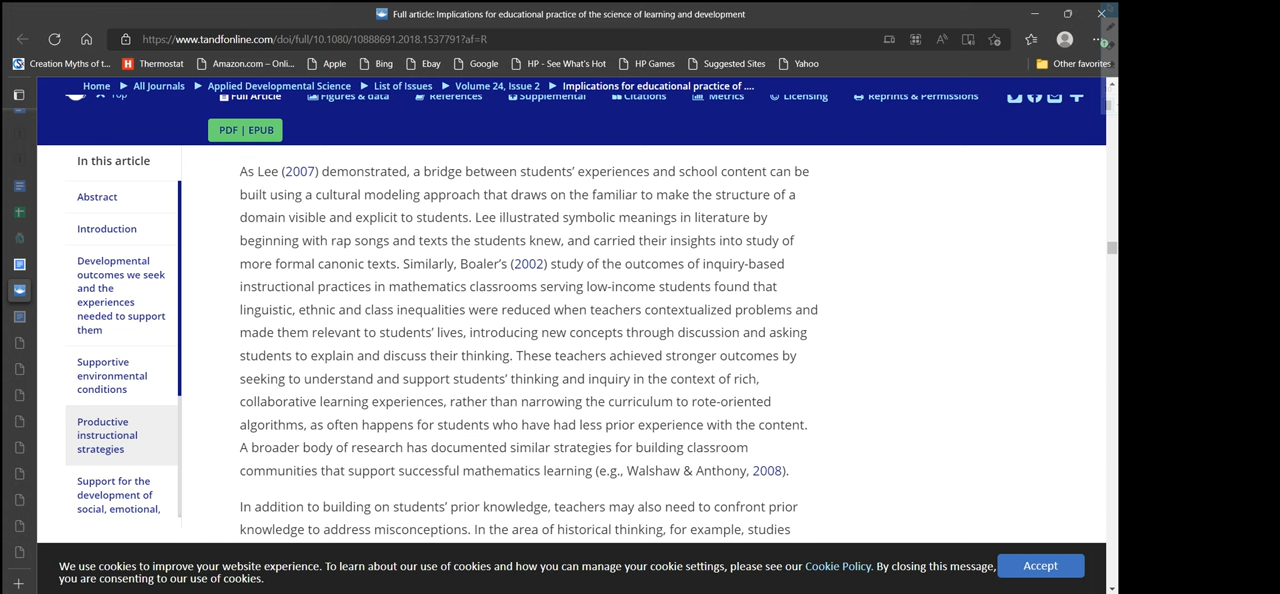 Full article: Implications for educational practice of the science of learning and development
https://www.tandfonline.com/doi/full/10.1080/10888691.2018.1537791?af=R
Creation Myths of t... Thermostat Amazon.com – Onli... Apple Bing Ebay Google HP - See What's Hot HP Games Suggested Sites Yahoo Other favorites
Home All Journals Applied Developmental Science List of Issues Volume 24, Issue 2 Implications for educational practice of ....
Top Full Article Figures & data References Supplemental Citations Metrics Licensing Reprints & Permissions
PDF | EPUB
In this article
Abstract
Introduction
Developmental
outcomes we seek
and the
experiences
needed to support
them
Supportive
environmental
conditions
Productive
instructional
strategies
Support for the
development of
social, emotional,
As Lee (2007) demonstrated, a bridge between students' experiences and school content can be
built using a cultural modeling approach that draws on the familiar to make the structure of a
domain visible and explicit to students. Lee illustrated symbolic meanings in literature by
beginning with rap songs and texts the students knew, and carried their insights into study of
more formal canonic texts. Similarly, Boaler's (2002) study of the outcomes of inquiry-based
instructional practices in mathematics classrooms serving low-income students found that
linguistic, ethnic and class inequalities were reduced when teachers contextualized problems and
made them relevant to students' lives, introducing new concepts through discussion and asking
students to explain and discuss their thinking. These teachers achieved stronger outcomes by
seeking to understand and support students' thinking and inquiry in the context of rich,
collaborative learning experiences, rather than narrowing the curriculum to rote-oriented
algorithms, as often happens for students who have had less prior experience with the content.
A broader body of research has documented similar strategies for building classroom
communities that support successful mathematics learning (e.g., Walshaw & Anthony, 2008).
In addition to building on students' prior knowledge, teachers may also need to confront prior
knowledge to address misconceptions. In the area of historical thinking, for example, studies
We use cookies to improve your website experience. To learn about our use of cookies and how you can manage your cookie settings, please see our Cookie Policy. By closing this message,
you are consenting to our use of cookies.
Accept